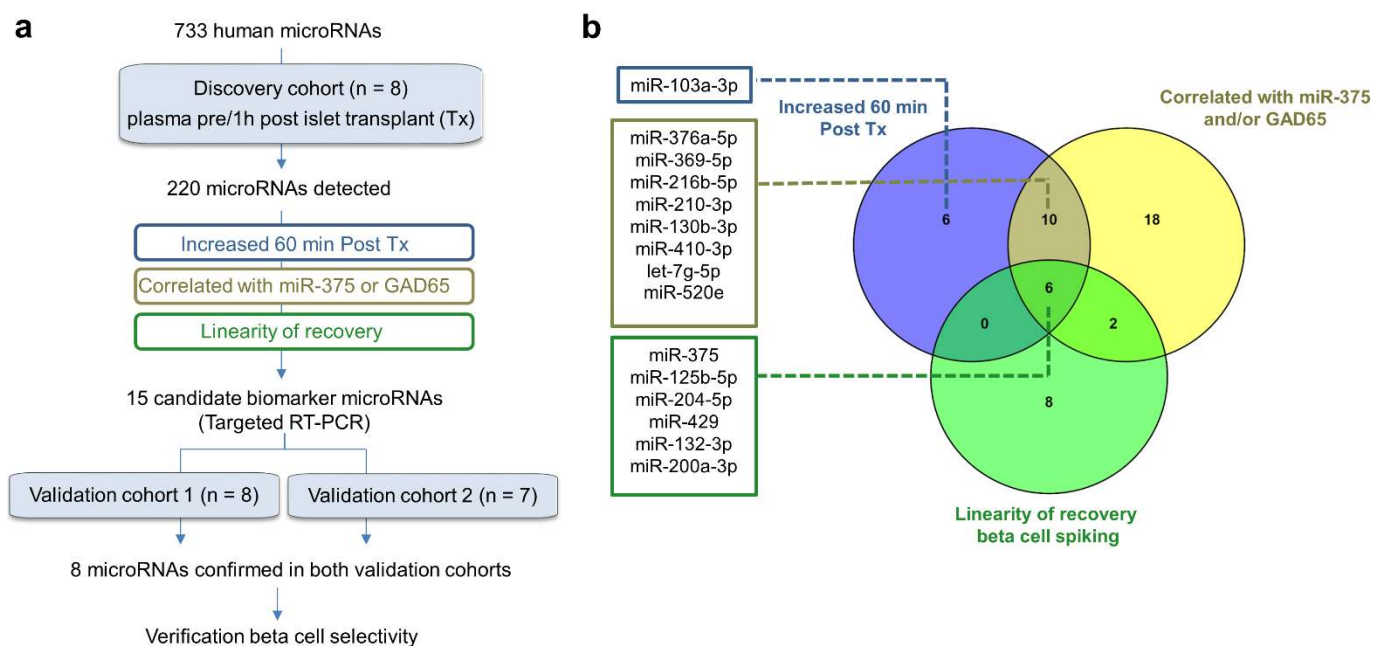 a
733 human microRNAs
Discovery cohort (n = 8)
plasma pre/1h post islet transplant (Tx)
220 microRNAs detected
Increased 60 min Post Tx
Correlated with miR-375 or GAD65
Linearity of recovery
15 candidate biomarker microRNAs
(Targeted RT-PCR)
Validation cohort 1 (n = 8)
Validation cohort 2 (n = 7)
8 microRNAs confirmed in both validation cohorts
Verification beta cell selectivity
b
miR-103a-3p
miR-376a-5p
miR-369-5p
miR-216b-5p
miR-210-3p
miR-130b-3p
miR-410-3p
let-7g-5p
miR-520e
miR-375
miR-125b-5p
miR-204-5p
miR-429
miR-132-3p
miR-200a-3p
Increased 60 min
Post Tx
Correlated with miR-375
and/or GAD65
6
10
18
6
0
2
8
Linearity of recovery
beta cell spiking